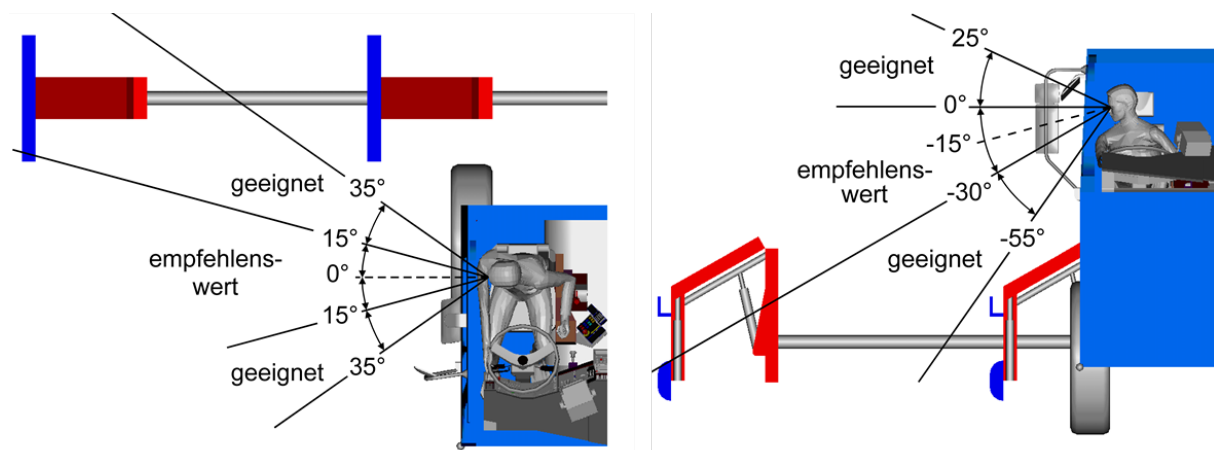 geeignet
35°
15°
empfehlens-
wert
0°
15°
geeignet
35°
25°
geeignet
0°
-15°
empfehlens-
wert
-30°
-55°
geeignet